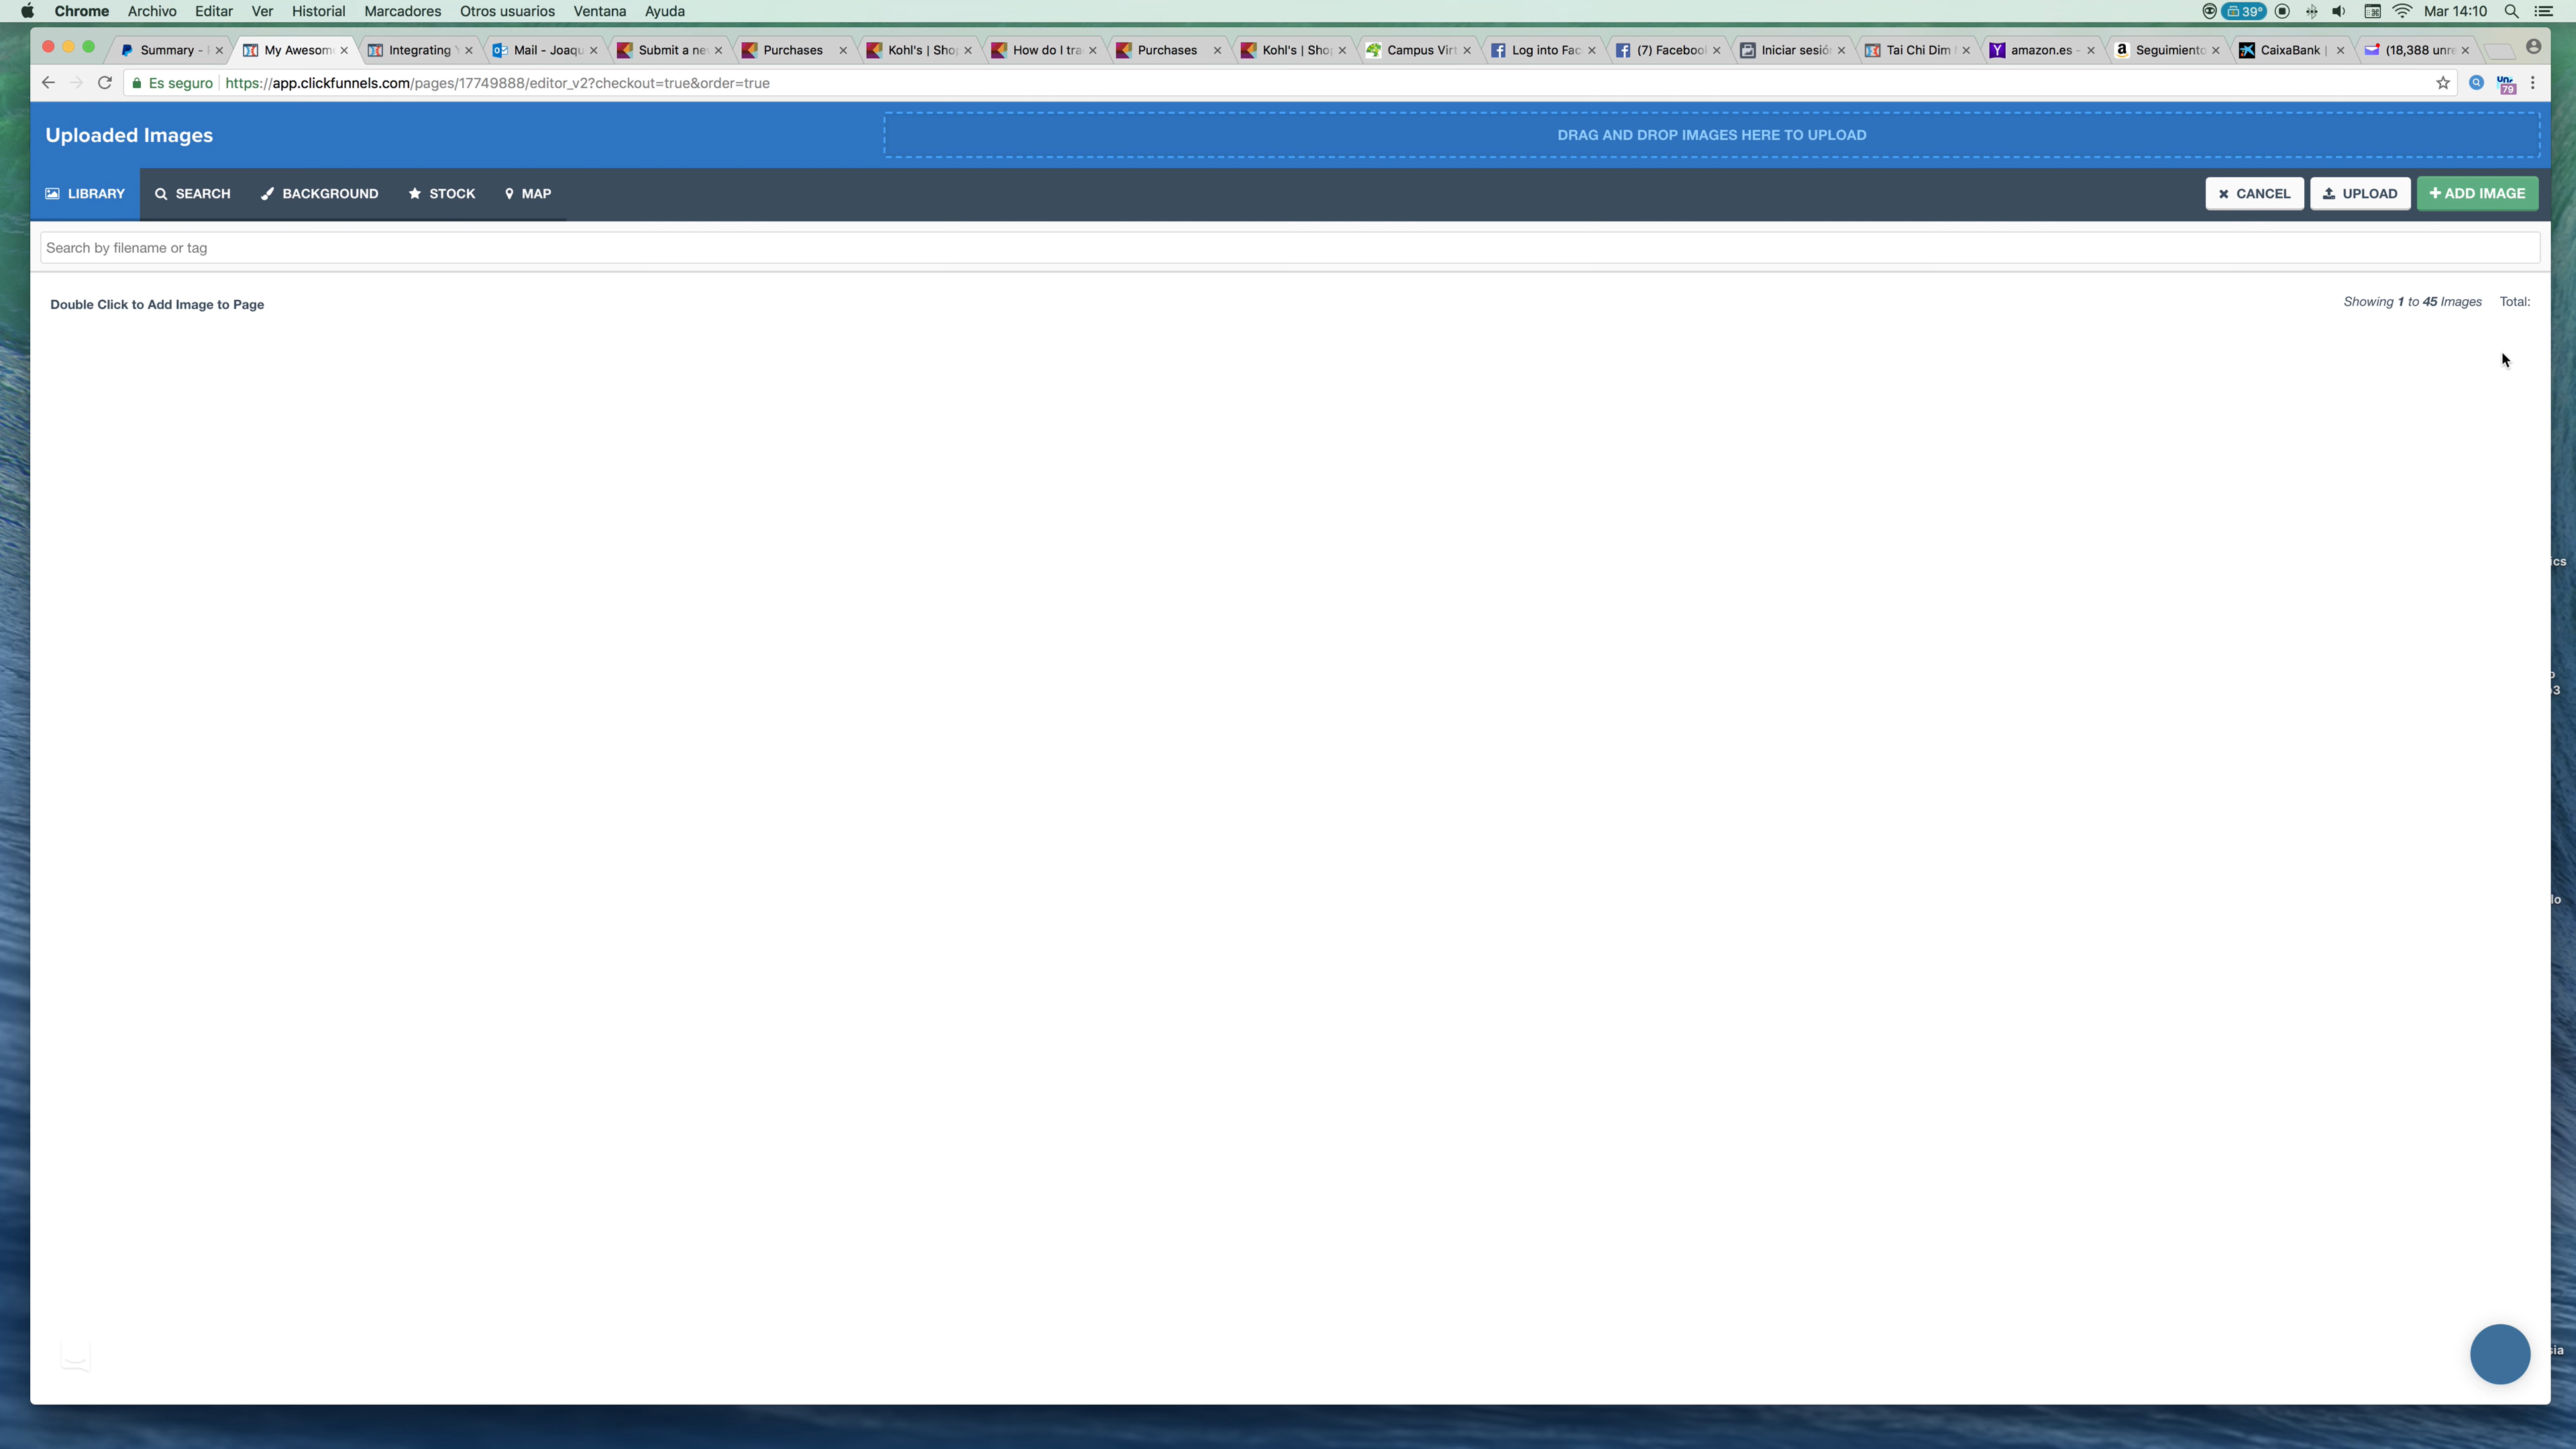 Chrome Archivo Editar Ver Historial Marcadores Otros usuarios Ventana Ayuda 39° Mar 14:10
Summary - My Awesom Integrating Mail - Joaqu Submit a ne Purchases Kohl's | Sho How do I tra Purchases Kohl's | Sho Campus Virt Log into Fac (7) Faceboo Iniciar sesió Tai Chi Dim amazon.es - Seguimiento CaixaBank | (18,388 unre
Es seguro https://app.clickfunnels.com/pages/17749888/editor_v2?checkout=true&order=true 79
Uploaded Images DRAG AND DROP IMAGES HERE TO UPLOAD
LIBRARY SEARCH BACKGROUND STOCK MAP CANCEL UPLOAD ADD IMAGE
Search by filename or tag
Double Click to Add Image to Page Showing 1 to 45 Images Total:
ics
lo